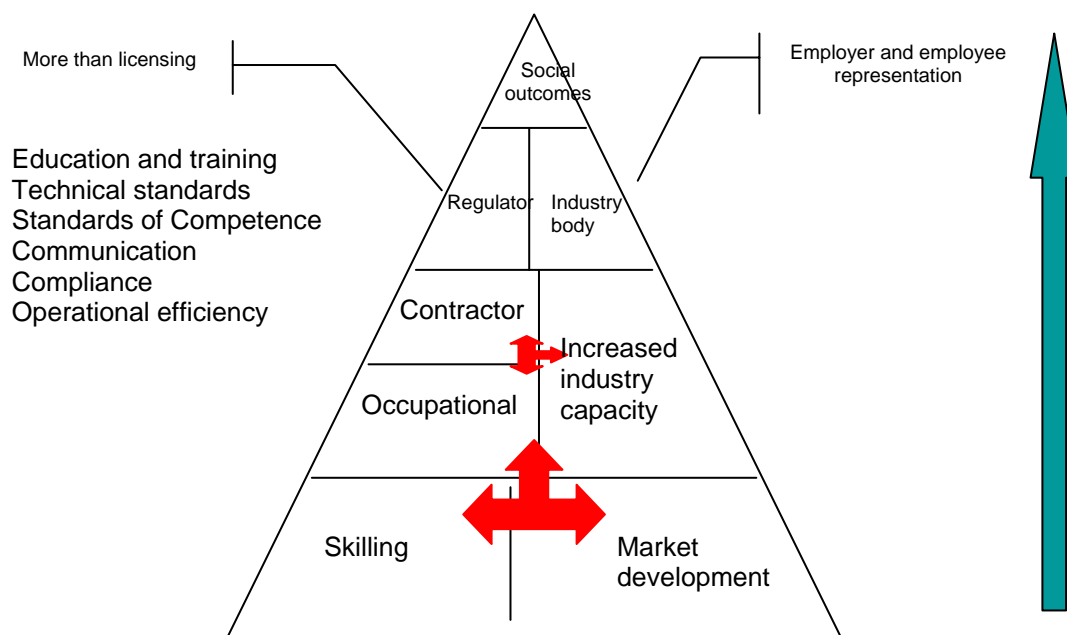 More than licensing
Employer and employee
representation
Social
outcomes
Education and training
Technical standards
Standards of Competence
Communication
Compliance
Operational efficiency
Regulator
Industry
body
Contractor
Increased
industry
capacity
Occupational
Skilling
Market
development